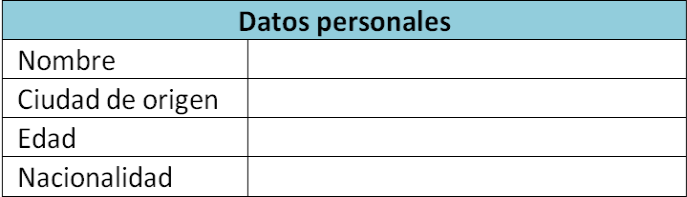 Datos personales
Nombre
Ciudad de origen
Edad
Nacionalidad